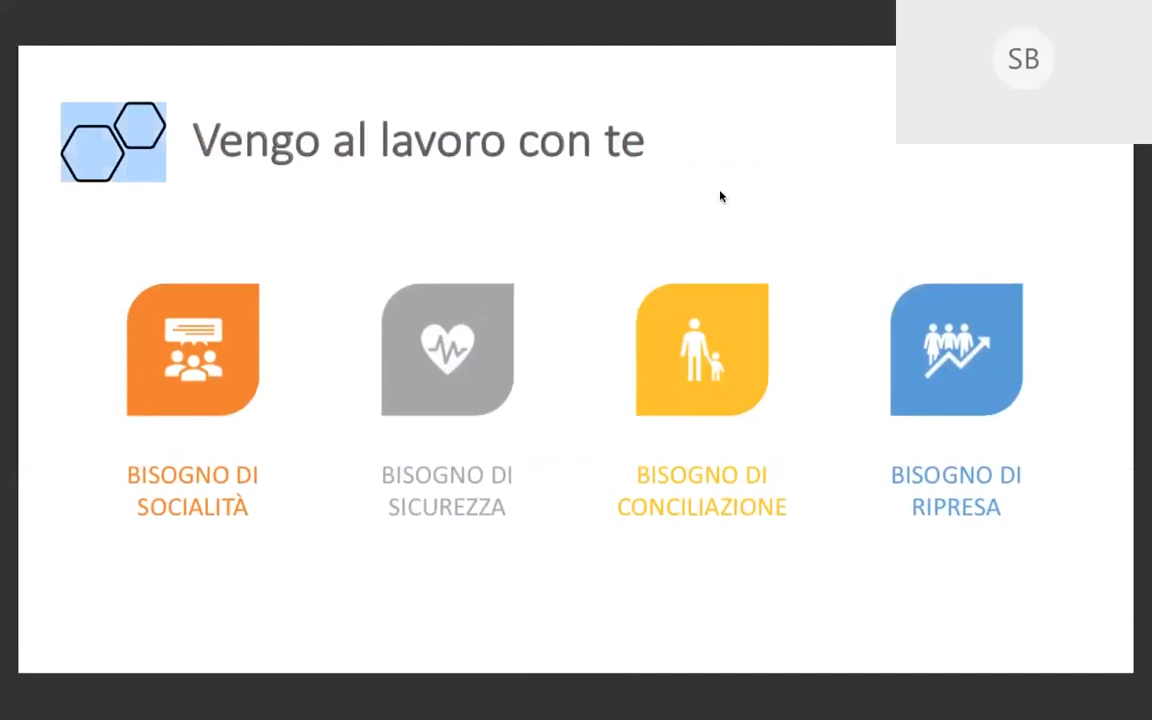 SB
Vengo al lavoro con te
BISOGNO DI
SOCIALITÀ
BISOGNO DI
SICUREZZA
BISOGNO DI
CONCILIAZIONE
BISOGNO DI
RIPRESA